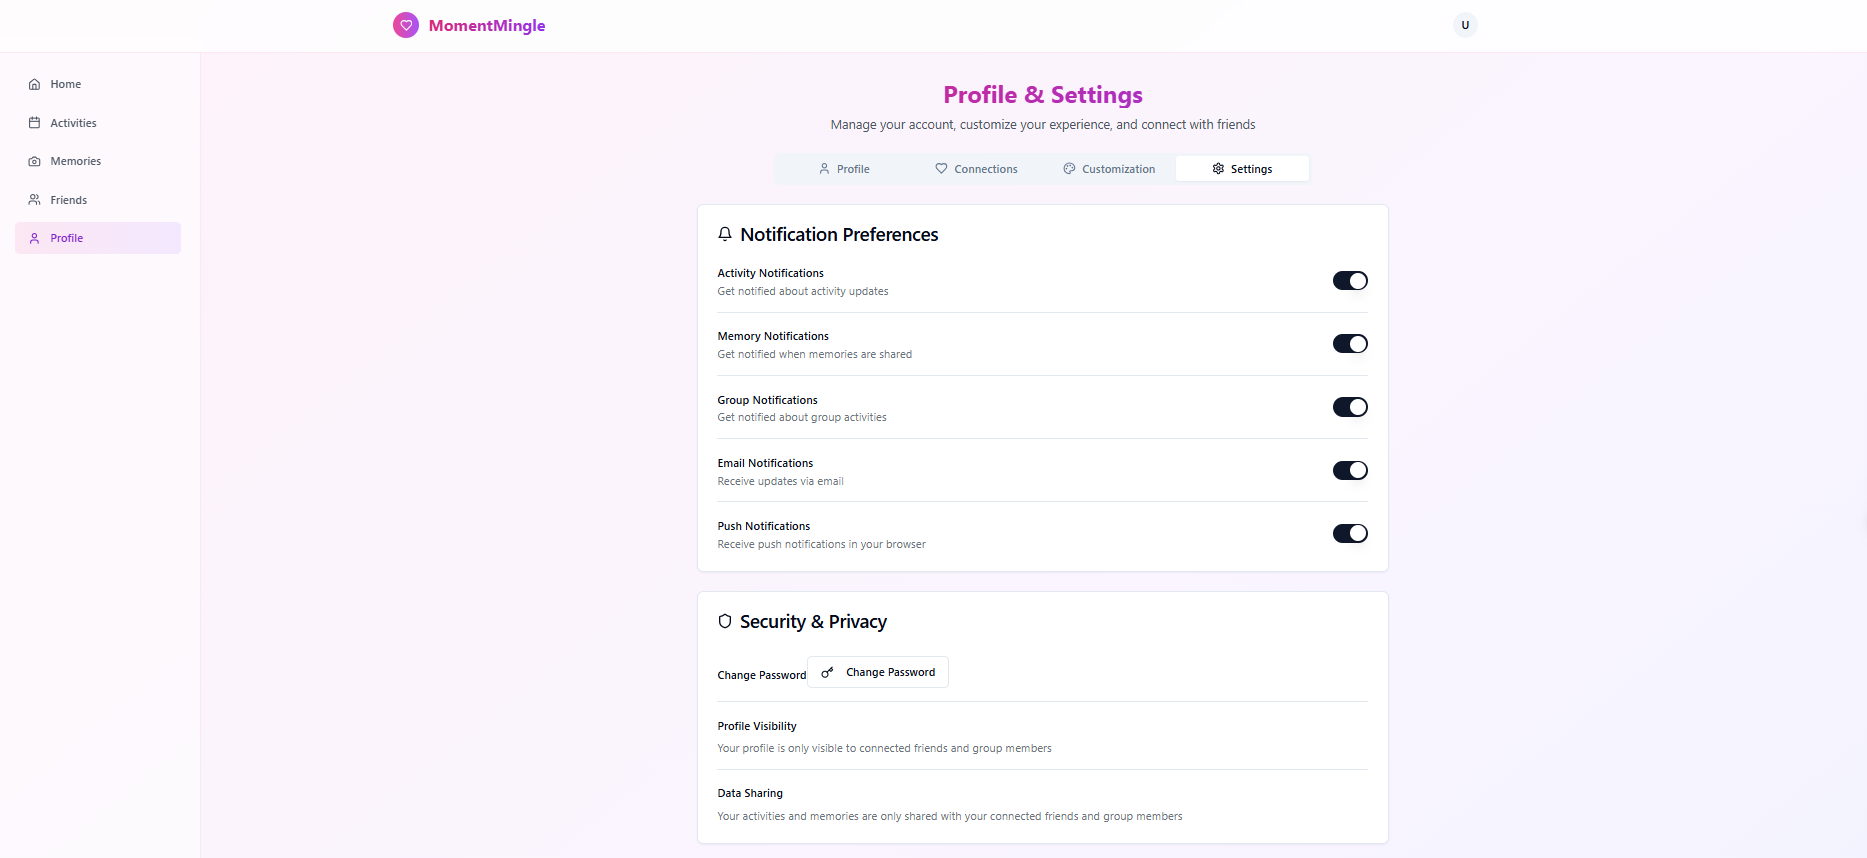 MomentMingle
U
Home
Activities
Memories
Friends
Profile
Profile & Settings
Manage your account, customize your experience, and connect with friends
Profile
Connections
Customization
Settings
Notification Preferences
Activity Notifications
Get notified about activity updates
Memory Notifications
Get notified when memories are shared
Group Notifications
Get notified about group activities
Email Notifications
Receive updates via email
Push Notifications
Receive push notifications in your browser
Security & Privacy
Change Password
Change Password
Profile Visibility
Your profile is only visible to connected friends and group members
Data Sharing
Your activities and memories are only shared with your connected friends and group members